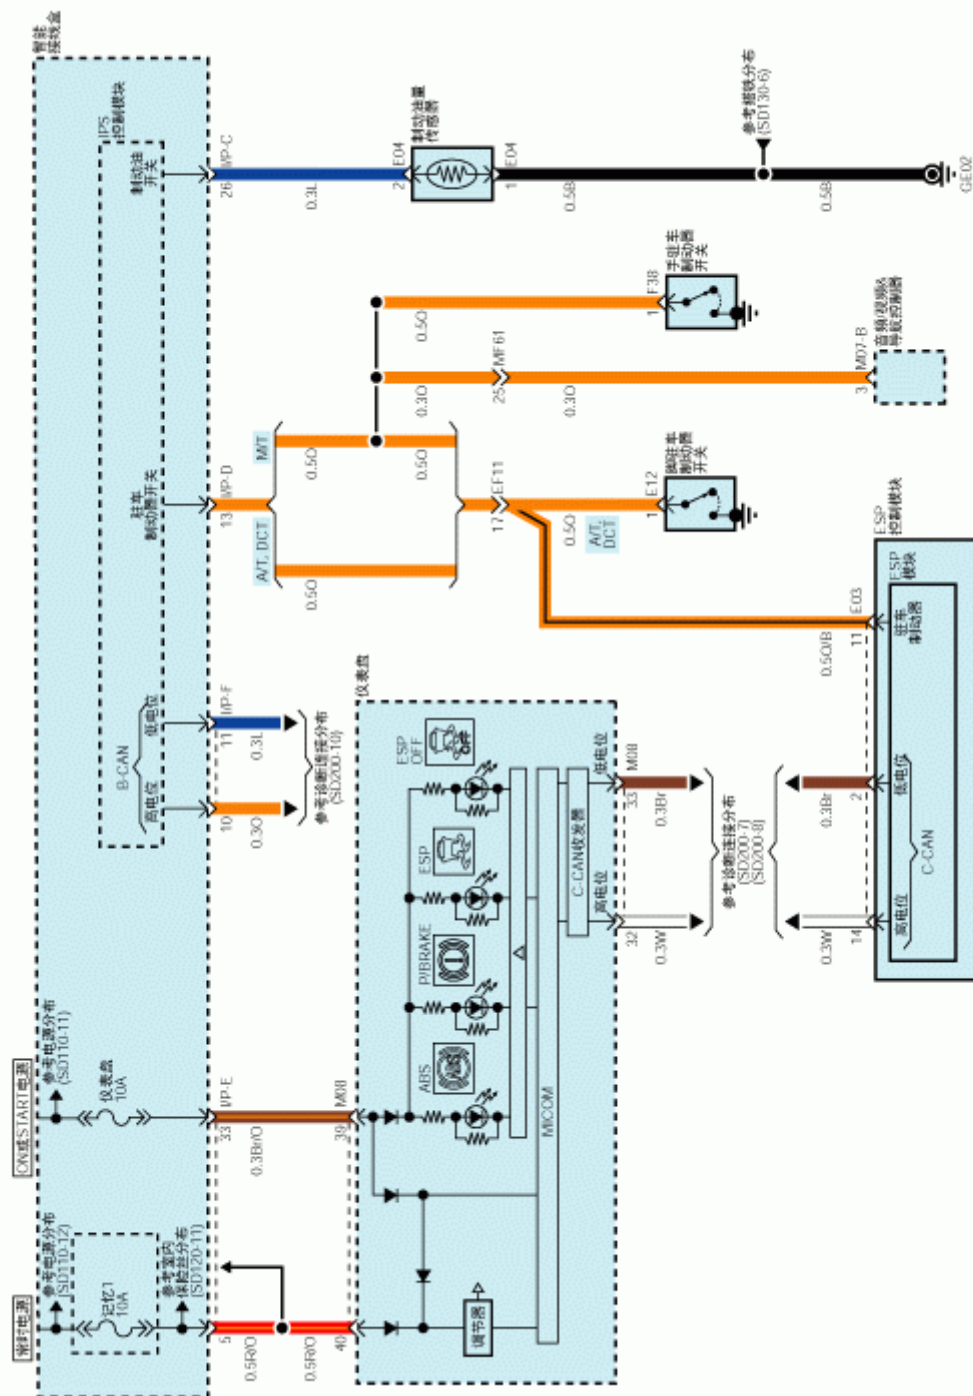 常时电源
ON或START电源
智能
接线盒
参考电源分布
(SD110-12)
参考电源分布
(SD110-11)
记忆1
10A
仪表盘
10A
参考室内
保险丝分布
(SD120-11)
IPS
控制模块
B-CAN
高电位
低电位
驻车
制动器开关
制动油
开关
5
33
I/P-E
10
11
I/P-F
13
I/P-D
26
I/P-C
0.5R/O
0.5R/O
0.3Br/O
0.3O
0.3L
参考诊断连接分布
(SD200-10)
A/T, DCT
M/T
0.5O
0.5O
0.5O
0.5O
0.3L
2
E04
制动油量
传感器
1
E04
0.5B
0.5B
参考搭铁分布
(SD130-6)
GE02
25
MF61
0.3O
0.3O
17
EF11
0.5O
A/T,
DCT
1
E12
脚驻车
制动器
开关
1
F38
手驻车
制动器
开关
3
M07-B
音频/视频&
导航控制器
40
39
M08
仪表盘
ABS
P/BRAKE
ESP
ESP
OFF
OFF
调节器
MICOM
C-CAN收发器
高电位
低电位
32
33
M08
0.3W
0.3Br
参考诊断连接分布
(SD200-7)
(SD200-8)
0.3W
0.3Br
0.5O/B
14
2
11
E03
ESP
控制模块
ESP
模块
高电位
低电位
C-CAN
驻车
制动器